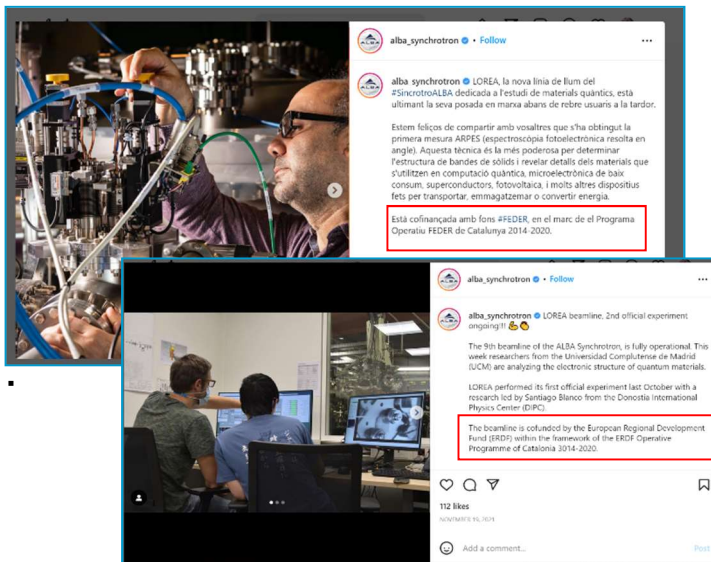 alba_synchrotron • Follow
alba_synchrotron LOREA, la nova línia de llum del
#SincrotroALBA dedicada a l'estudi de materials quàntics, està
ultimant la seva posada en marxa abans de rebre usuaris a la tardor.
Estem feliços de compartir amb vosaltres que s'ha obtingut la
primera mesura ARPES (espectroscòpia fotoelectrònica resolta en
angle). Aquesta tècnica és la més poderosa per determinar
l'estructura de bandes de sòlids i revelar detalls dels materials que
s'utilitzen en computació quàntica, microelectrònica de baix
consum, superconductors, fotovoltaica, i molts altres dispositius
fets per transportar, emmagatzemar o convertir energia.
Està cofinançada amb fons #FEDER, en el marc de el Programa
Operatiu FEDER de Catalunya 2014-2020.
alba_synchrotron • Follow
alba_synchrotron LOREA beamline, 2nd official experiment
ongoing!!! 💪👏
The 9th beamline of the ALBA Synchrotron, is fully operational. This
week researchers from the Universidad Complutense de Madrid
(UCM) are analyzing the electronic structure of quantum materials.
LOREA performed its first official experiment last October with a
research led by Santiago Blanco from the Donostia International
Physics Center (DIPC).
The beamline is cofunded by the European Regional Development
Fund (ERDF) within the framework of the ERDF Operative
Programme of Catalonia 3014-2020.
112 likes
NOVEMBER 19, 2021
Add a comment... Post